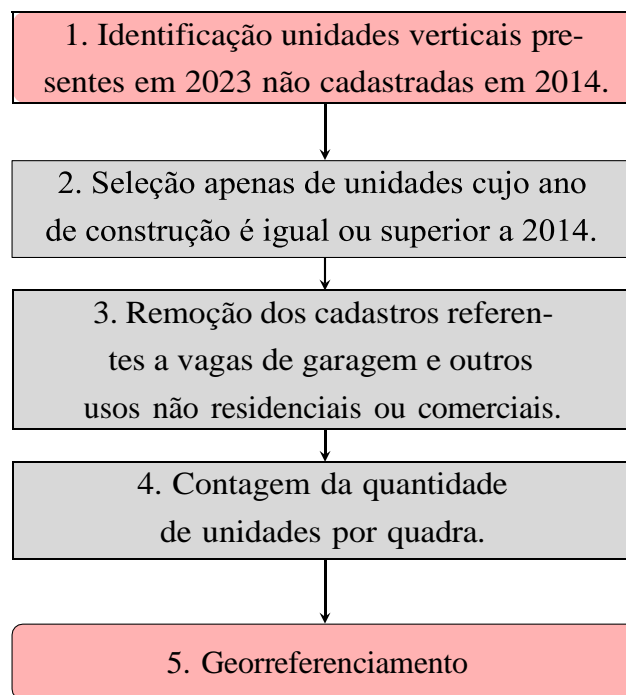 1. Identificação unidades verticais pre-
sentes em 2023 não cadastradas em 2014.
2. Seleção apenas de unidades cujo ano
de construção é igual ou superior a 2014.
3. Remoção dos cadastros referen-
tes a vagas de garagem e outros
usos não residenciais ou comerciais.
4. Contagem da quantidade
de unidades por quadra.
5. Georreferenciamento